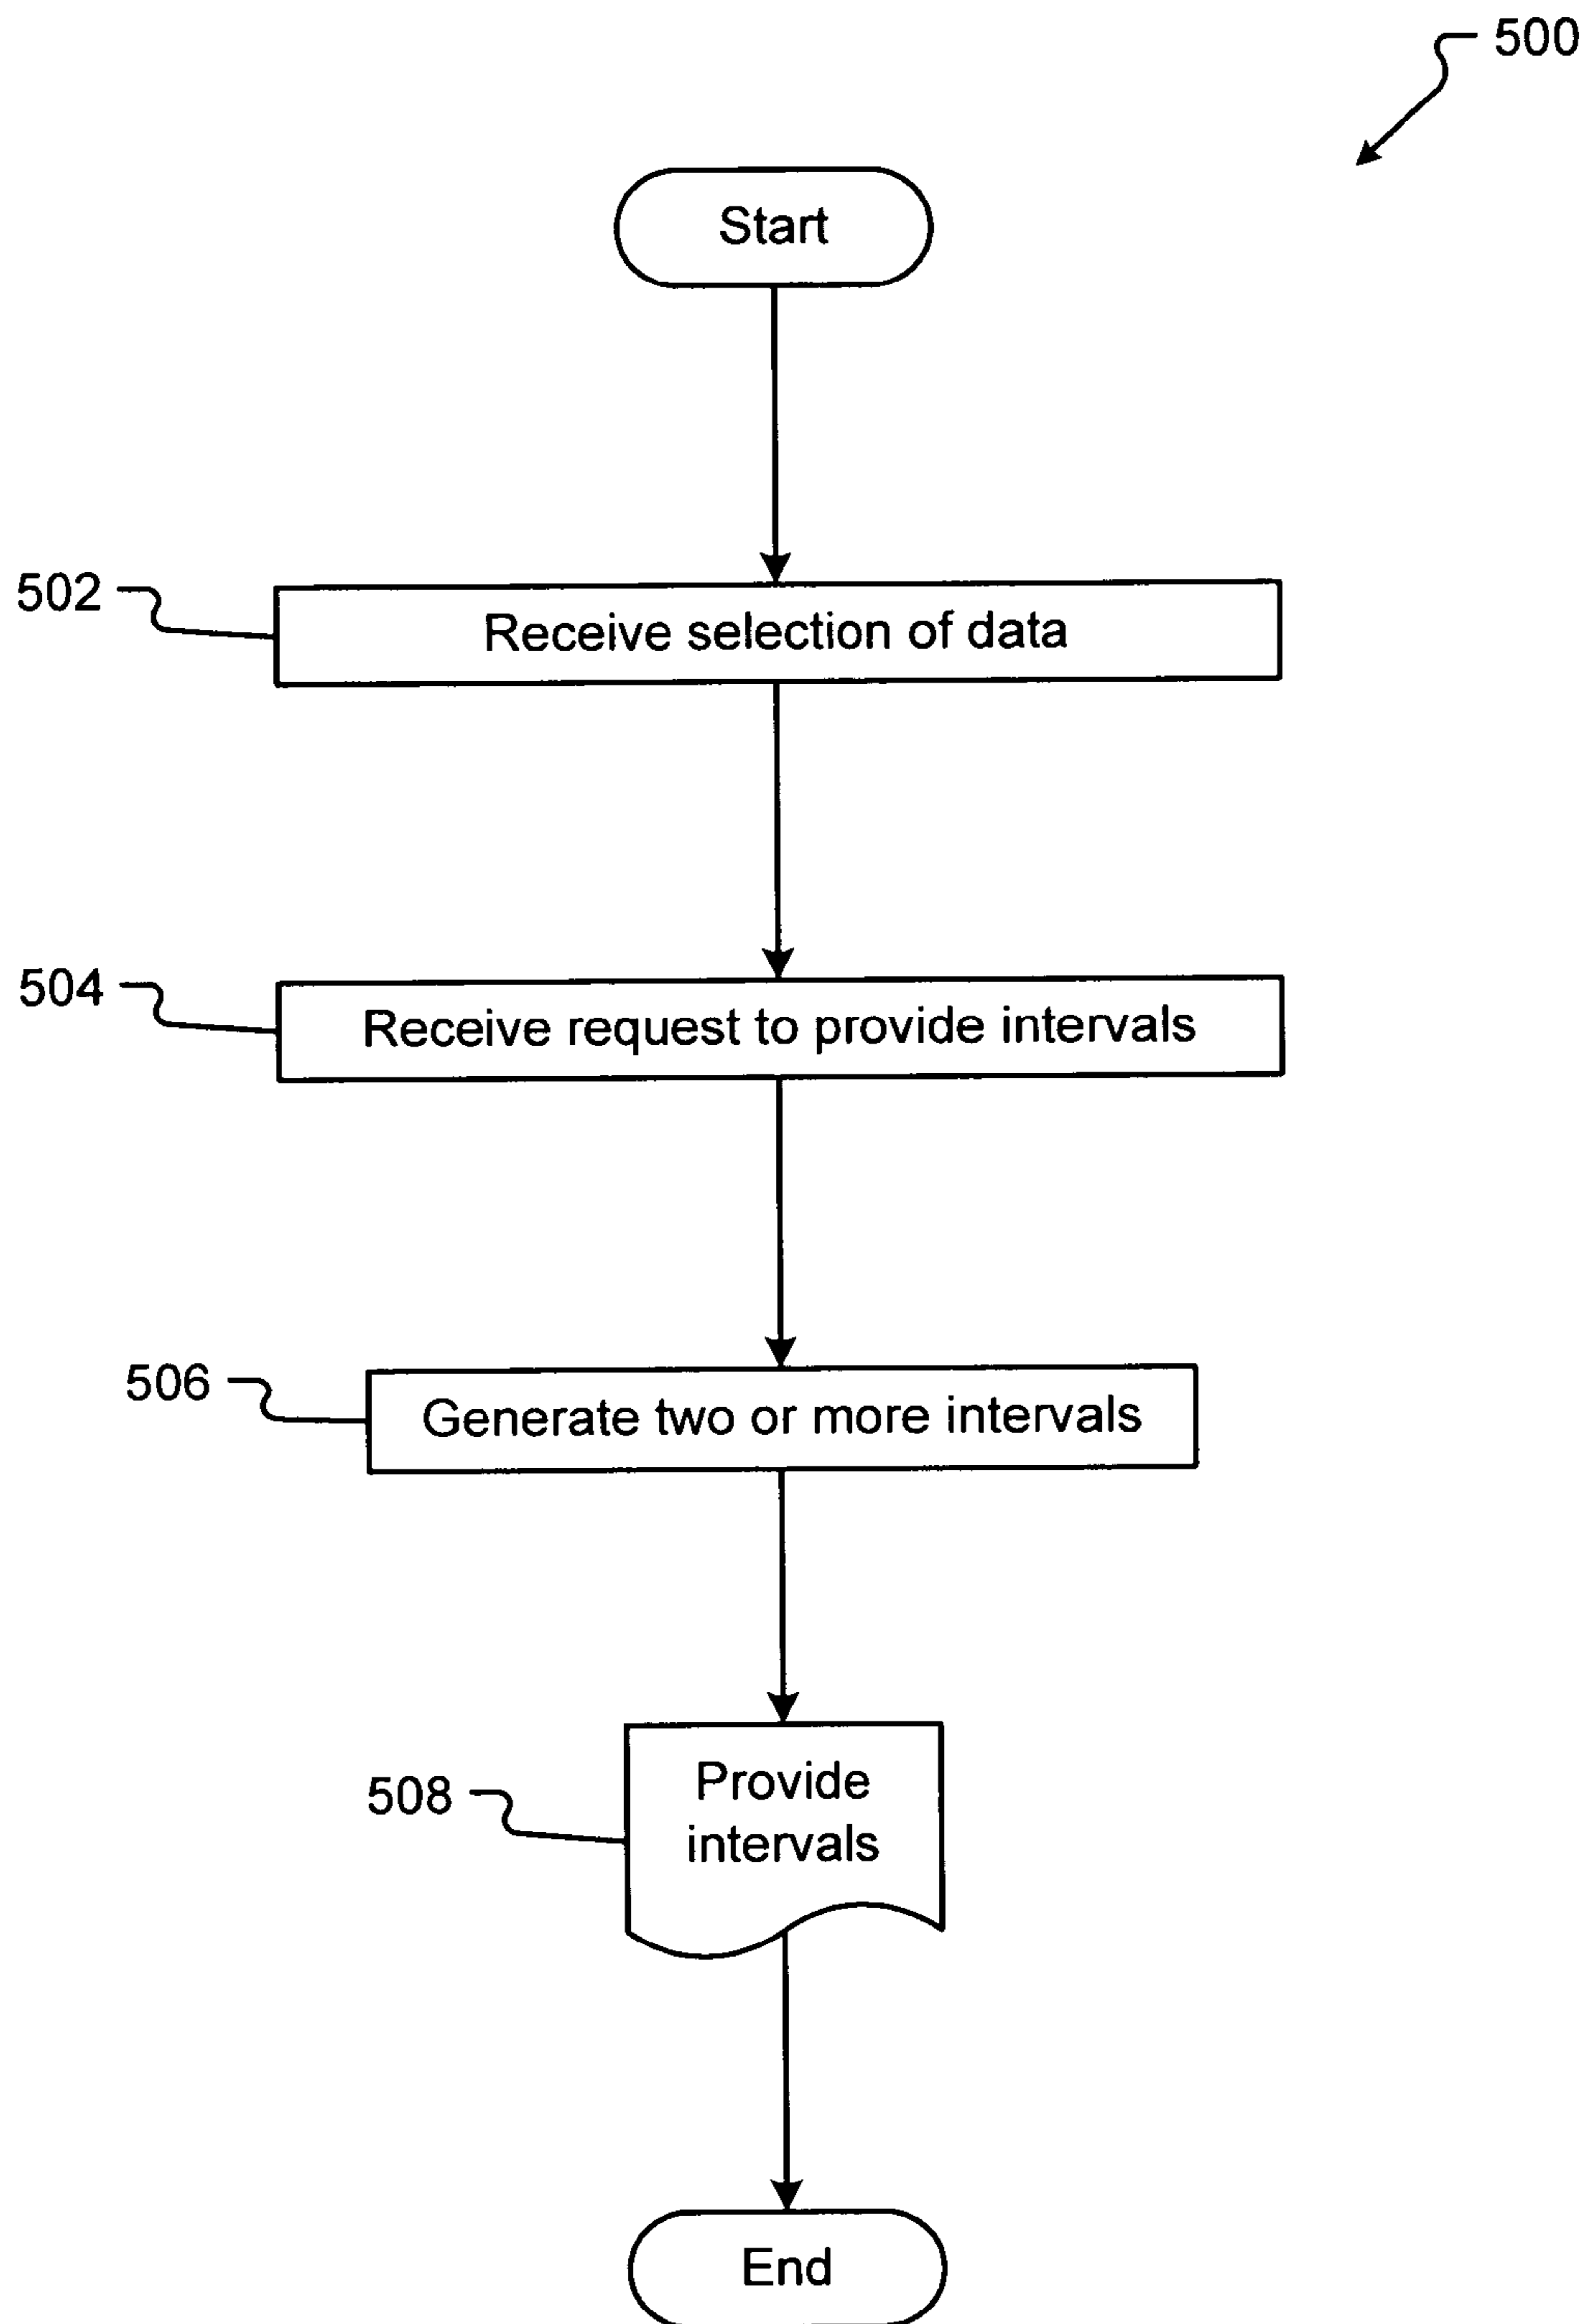 500
Start
502
Receive selection of data
504
Receive request to provide intervals
506
Generate two or more intervals
508
Provide
intervals
End